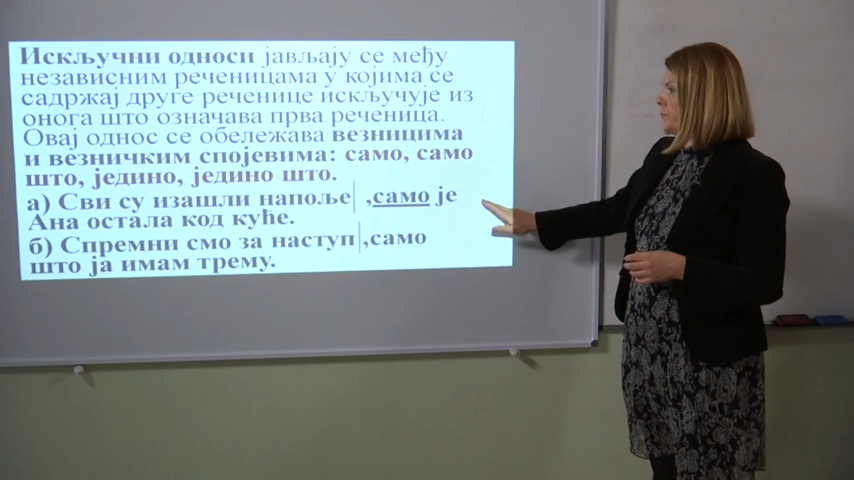 Искључни односи јављају се међу
независним реченицама у којима се
садржај друге реченице искључује из
онога што означава прва реченица.
Овај однос се обележава везницима
и везничким спојевима: само, само
што, једино, једино што.
а) Сви су изашли напоље| ,само је
Ана остала код куће.
б) Спремни смо за наступ|,само
што ја имам трему.